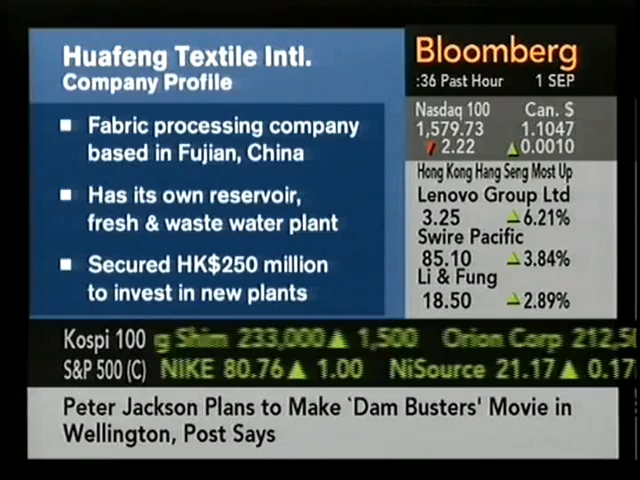 Huafeng Textile Intl.
Company Profile
■ Fabric processing company
based in Fujian, China
■ Has its own reservoir,
fresh & waste water plant
■ Secured HK$250 million
to invest in new plants
Bloomberg
:36 Past Hour 1 SEP
Nasdaq 100 Can. $
1,579.73 1.1047
▼ 2.22 ▲0.0010
Hong Kong Hang Seng Most Up
Lenovo Group Ltd
3.25 ▲6.21%
Swire Pacific
85.10 ▲3.84%
Li & Fung
18.50 ▲2.89%
Kospi 100 g Shim 233,000▲ 1,500 Orion Corp 212,5
S&P 500 (C) NIKE 80.76▲ 1.00 NiSource 21.17▲ 0.17
Peter Jackson Plans to Make `Dam Busters' Movie in
Wellington, Post Says